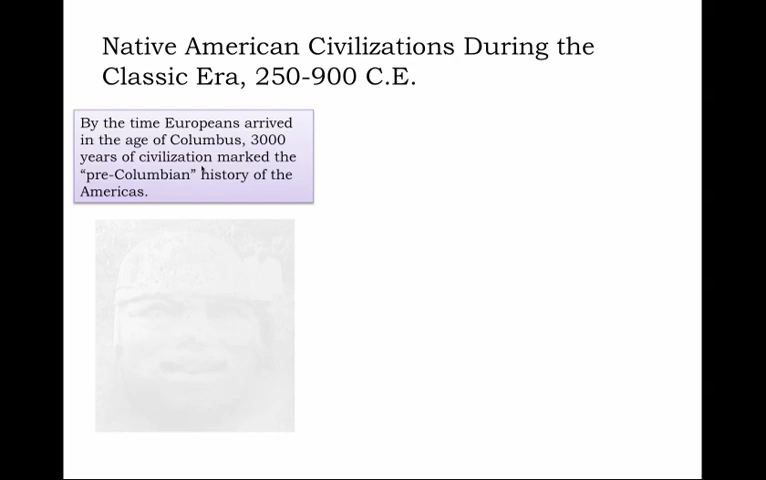 Native American Civilizations During the
Classic Era, 250-900 C.E.
By the time Europeans arrived
in the age of Columbus, 3000
years of civilization marked the
“pre-Columbian” history of the
Americas.